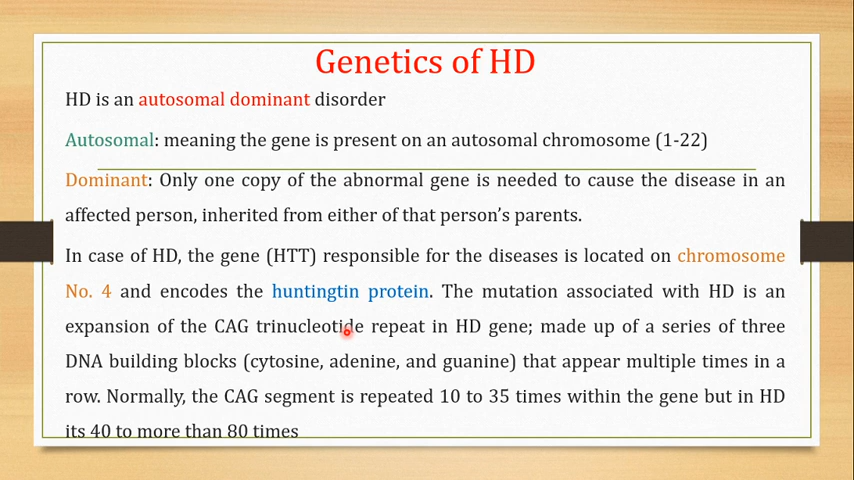 Genetics of HD
HD is an autosomal dominant disorder
Autosomal: meaning the gene is present on an autosomal chromosome (1-22)
Dominant: Only one copy of the abnormal gene is needed to cause the disease in an
affected person, inherited from either of that person’s parents.
In case of HD, the gene (HTT) responsible for the diseases is located on chromosome
No. 4 and encodes the huntingtin protein. The mutation associated with HD is an
expansion of the CAG trinucleotide repeat in HD gene; made up of a series of three
DNA building blocks (cytosine, adenine, and guanine) that appear multiple times in a
row. Normally, the CAG segment is repeated 10 to 35 times within the gene but in HD
its 40 to more than 80 times